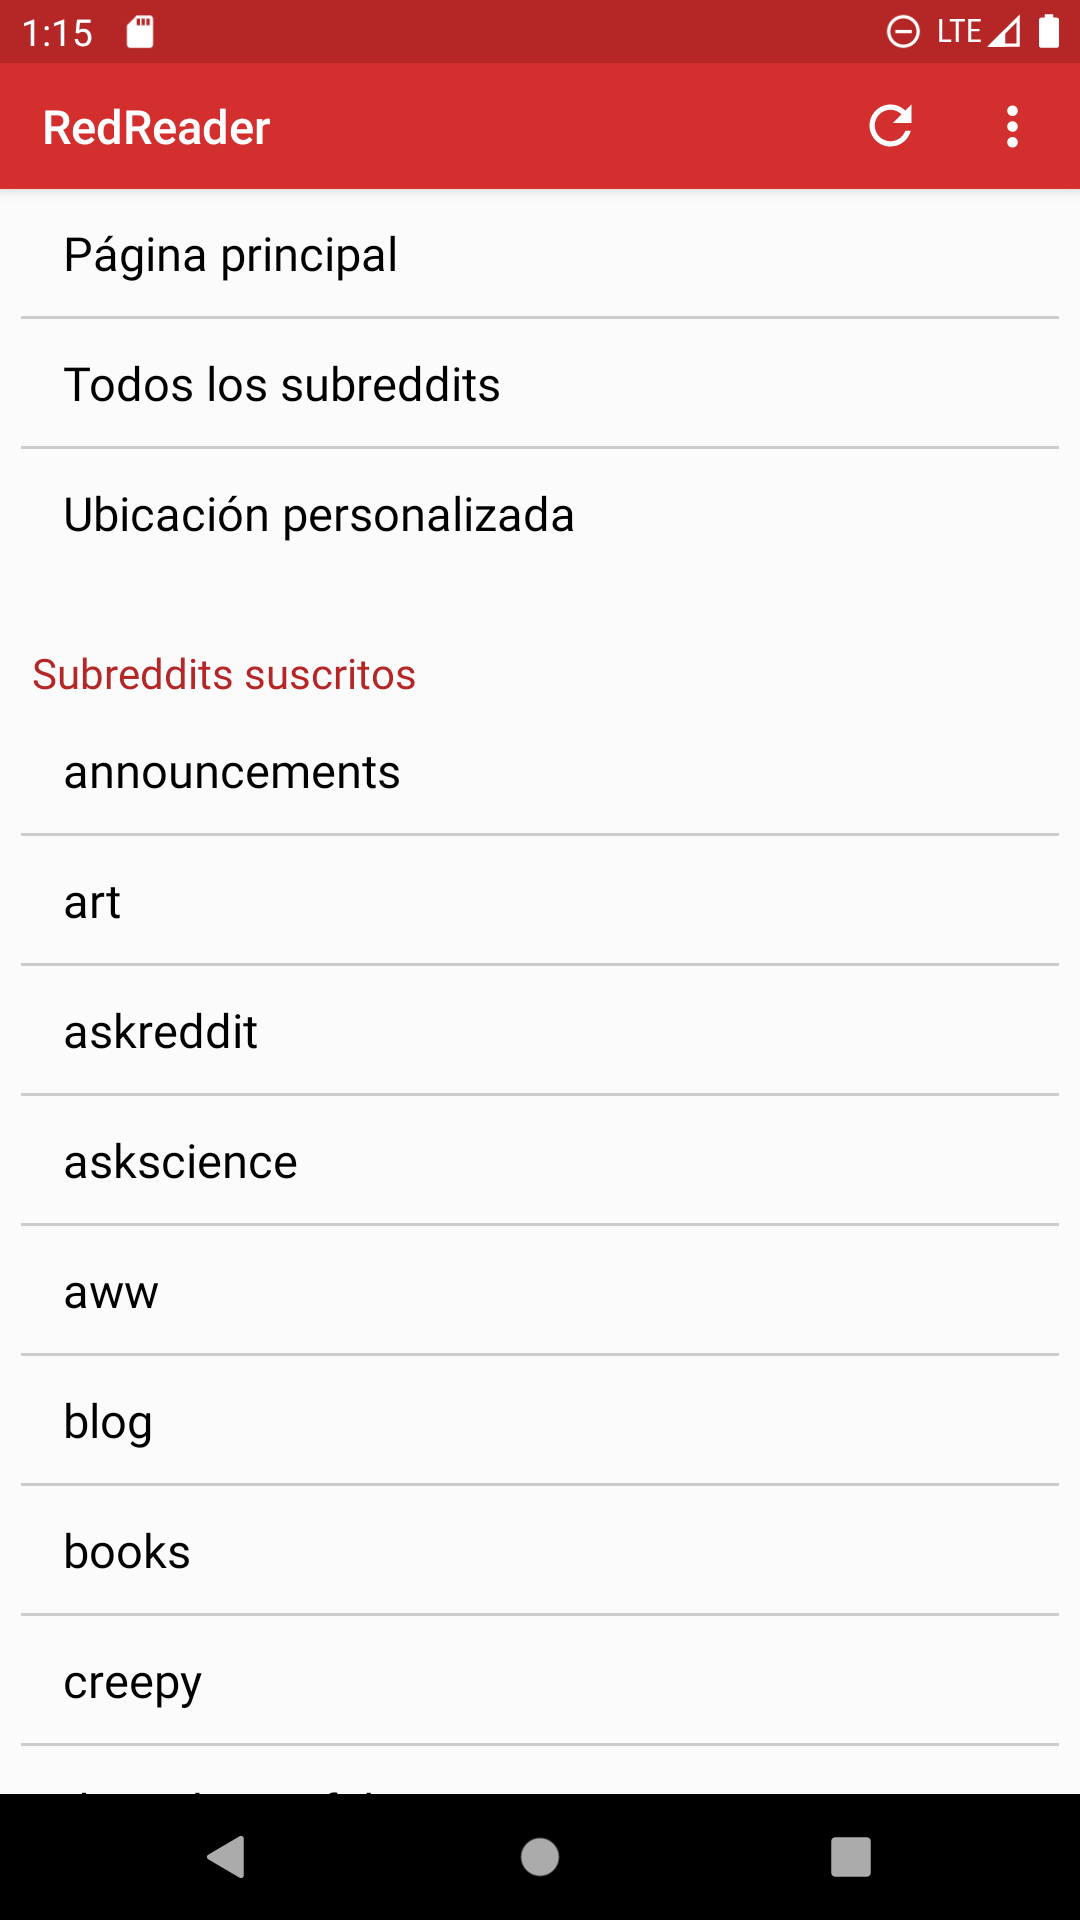 1:15 LTE
RedReader
Página principal
Todos los subreddits
Ubicación personalizada
Subreddits suscritos
announcements
art
askreddit
askscience
aww
blog
books
creepy